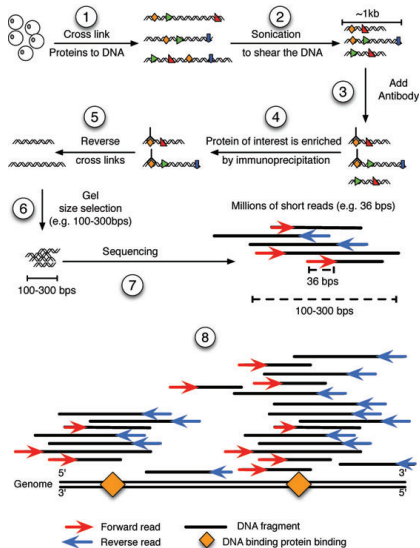 1
Cross link
Proteins to DNA
2
Sonication
to shear the DNA
~1kb
3
Add
Antibody
4
Protein of interest is enriched
by immunoprecipitation
5
Reverse
cross links
6
Gel
size selection
(e.g. 100-300bps)
100-300 bps
Sequencing
7
Millions of short reads (e.g. 36 bps)
36 bps
100-300 bps
8
5'
3'
Genome
3'
5'
Forward read
DNA fragment
Reverse read
DNA binding protein binding